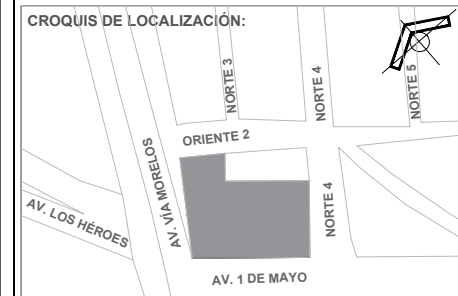 CROQUIS DE LOCALIZACIÓN:
NORTE 3
NORTE 4
NORTE 5
ORIENTE 2
AV. VÍA MORELOS
AV. LOS HÉROES
NORTE 4
AV. 1 DE MAYO